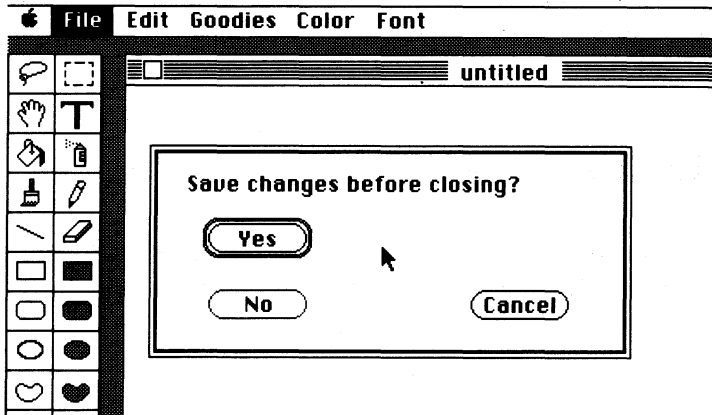 File Edit Goodies Color Font
untitled
Save changes before closing?
Yes
No
Cancel